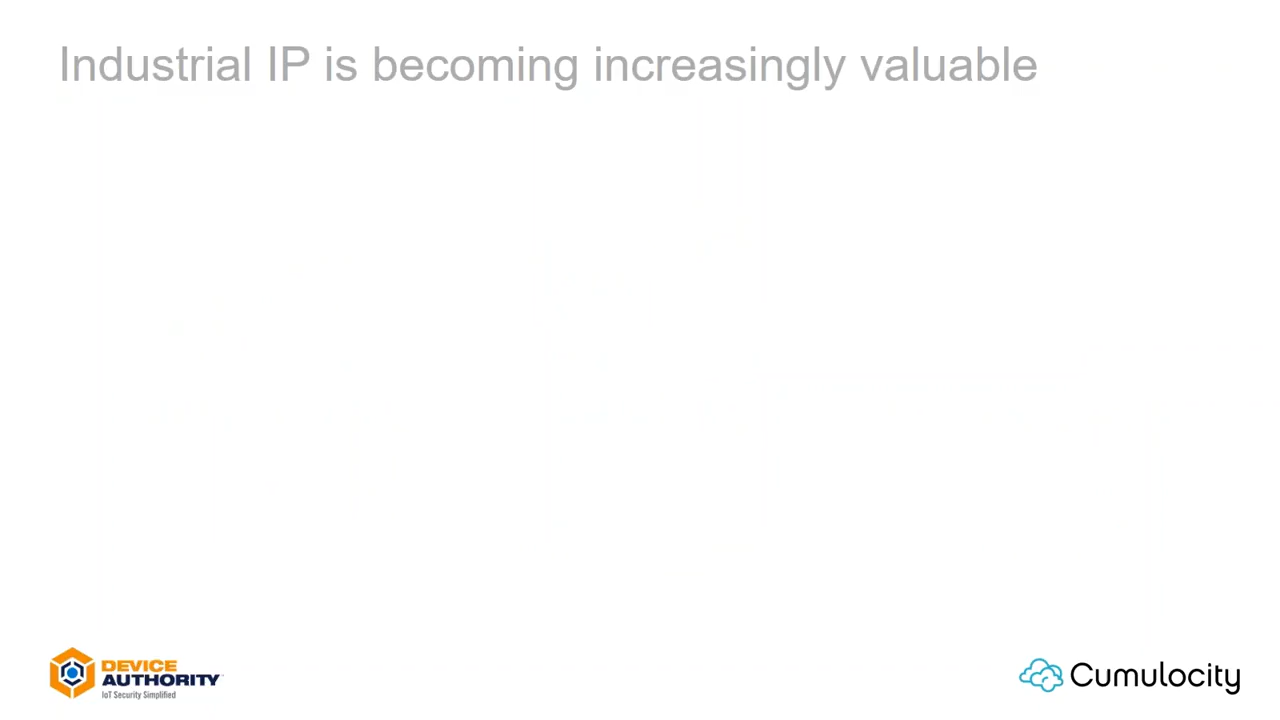 Industrial IP is becoming increasingly valuable
DEVICE
AUTHORITY
IoT Security Simplified
Cumulocity